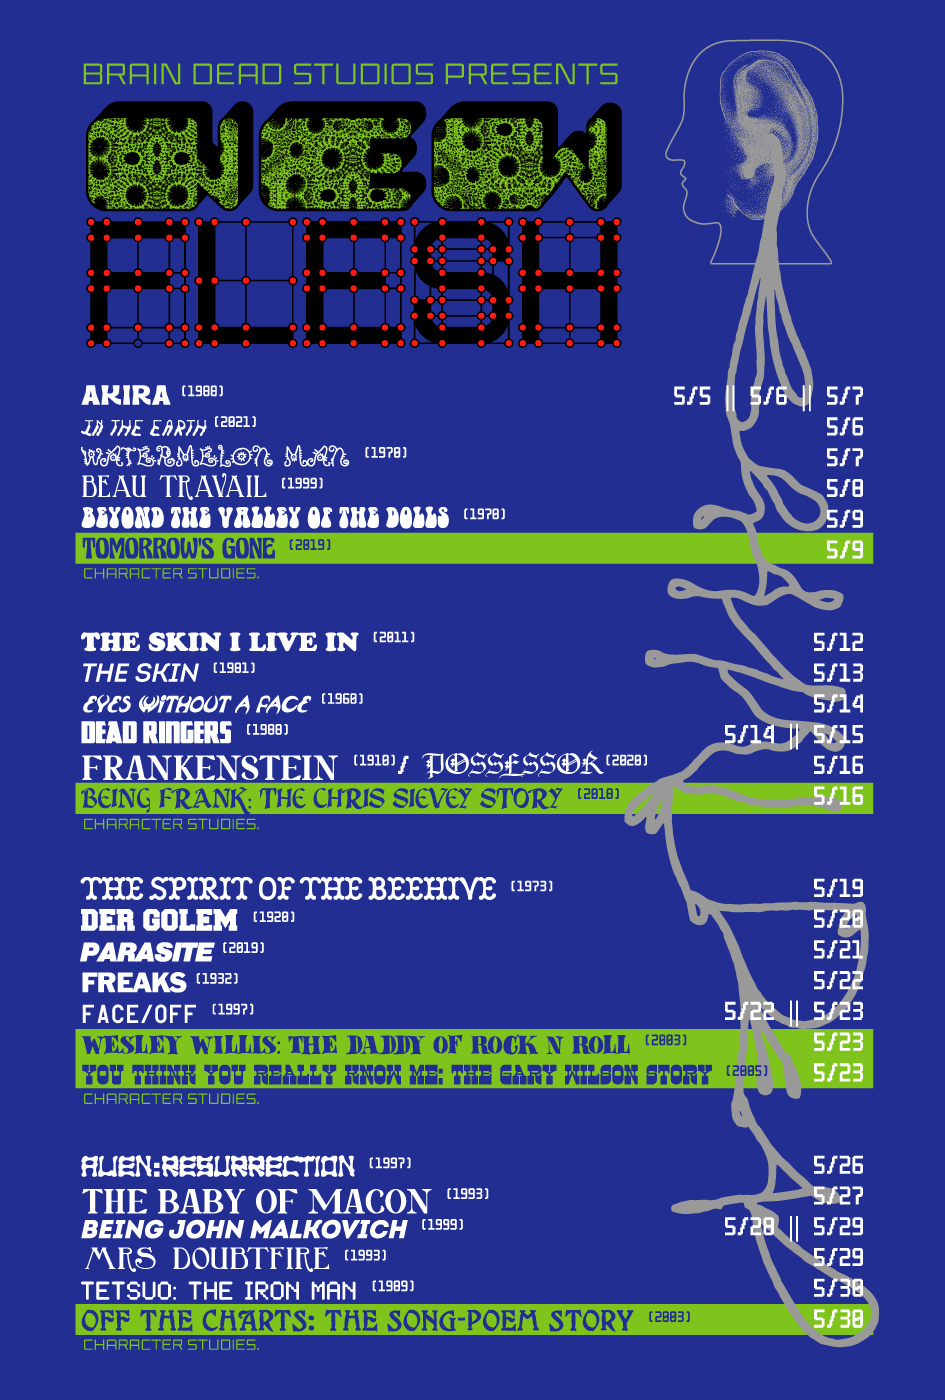 BRAIN DEAD STUDIOS PRESENTS
NEW
FLESH
AKIRA (1988) 5/5 || 5/6 || 5/7
IN THE EARTH (2021) 5/6
WATERMELON MAN (1970) 5/7
BEAU TRAVAIL (1999) 5/8
BEYOND THE VALLEY OF THE DOLLS (1970) 5/9
TOMORROW'S GONE (2019) 5/9
CHARACTER STUDIES.
THE SKIN I LIVE IN (2011) 5/12
THE SKIN (1981) 5/13
EYES WITHOUT A FACE (1960) 5/14
DEAD RINGERS (1988) 5/14 || 5/15
FRANKENSTEIN (1910) / POSSESSOR (2020) 5/16
BEING FRANK: THE CHRIS SIEVEY STORY (2018) 5/16
CHARACTER STUDIES.
THE SPIRIT OF THE BEEHIVE (1973) 5/19
DER GOLEM (1920) 5/20
PARASITE (2019) 5/21
FREAKS (1932) 5/22
FACE/OFF (1997) 5/22 || 5/23
WESLEY WILLIS: THE DADDY OF ROCK N ROLL (2003) 5/23
YOU THINK YOU REALLY KNOW ME: THE GARY WILSON STORY (2005) 5/23
CHARACTER STUDIES.
ALIEN:RESURRECTION (1997) 5/26
THE BABY OF MACON (1993) 5/27
BEING JOHN MALKOVICH (1999) 5/28 || 5/29
MRS DOUBTFIRE (1993) 5/29
TETSUO: THE IRON MAN (1989) 5/30
OFF THE CHARTS: THE SONG-POEM STORY (2003) 5/30
CHARACTER STUDIES.